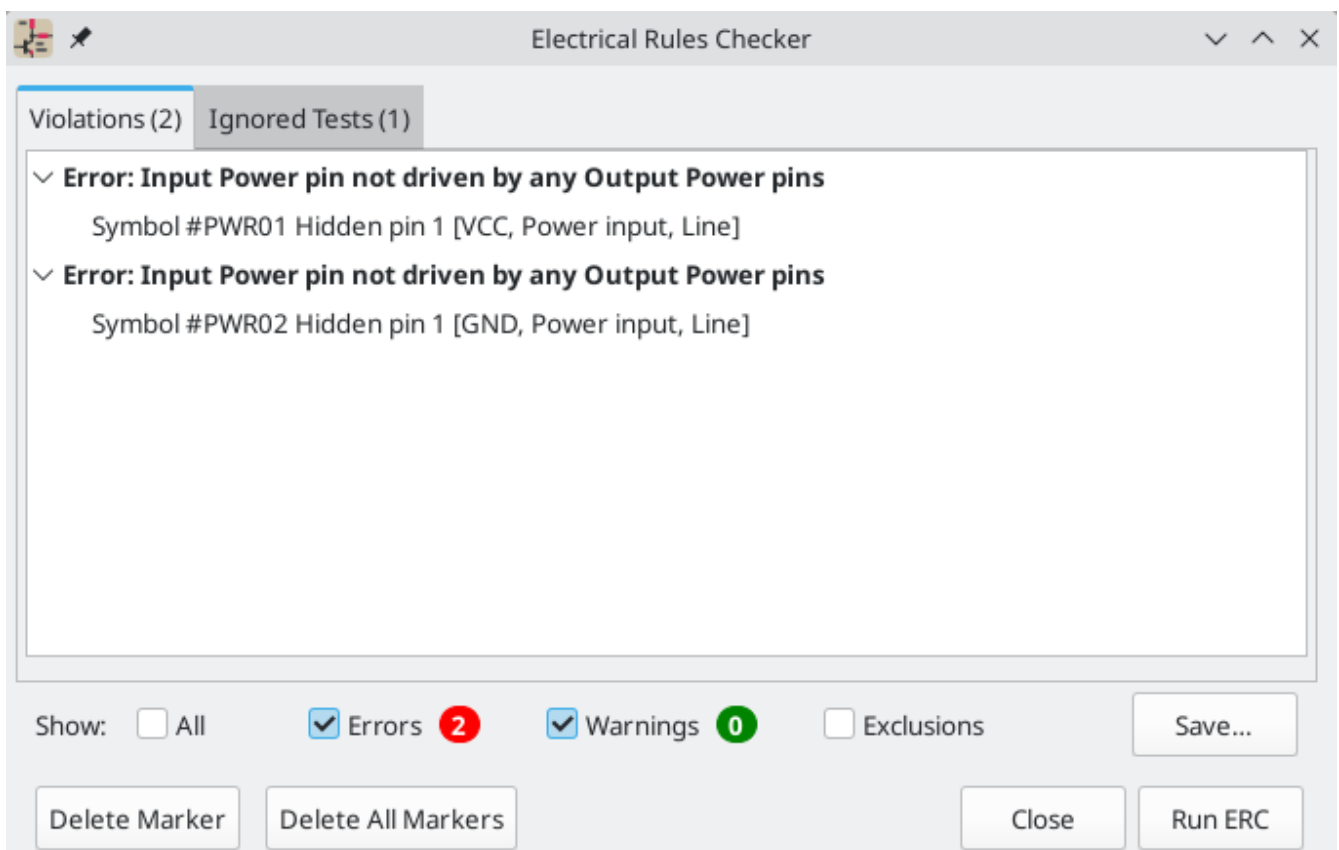 Electrical Rules Checker
Violations (2) Ignored Tests (1)
Error: Input Power pin not driven by any Output Power pins
Symbol #PWR01 Hidden pin 1 [VCC, Power input, Line]
Error: Input Power pin not driven by any Output Power pins
Symbol #PWR02 Hidden pin 1 [GND, Power input, Line]
Show: All Errors 2 Warnings 0 Exclusions Save...
Delete Marker Delete All Markers Close Run ERC